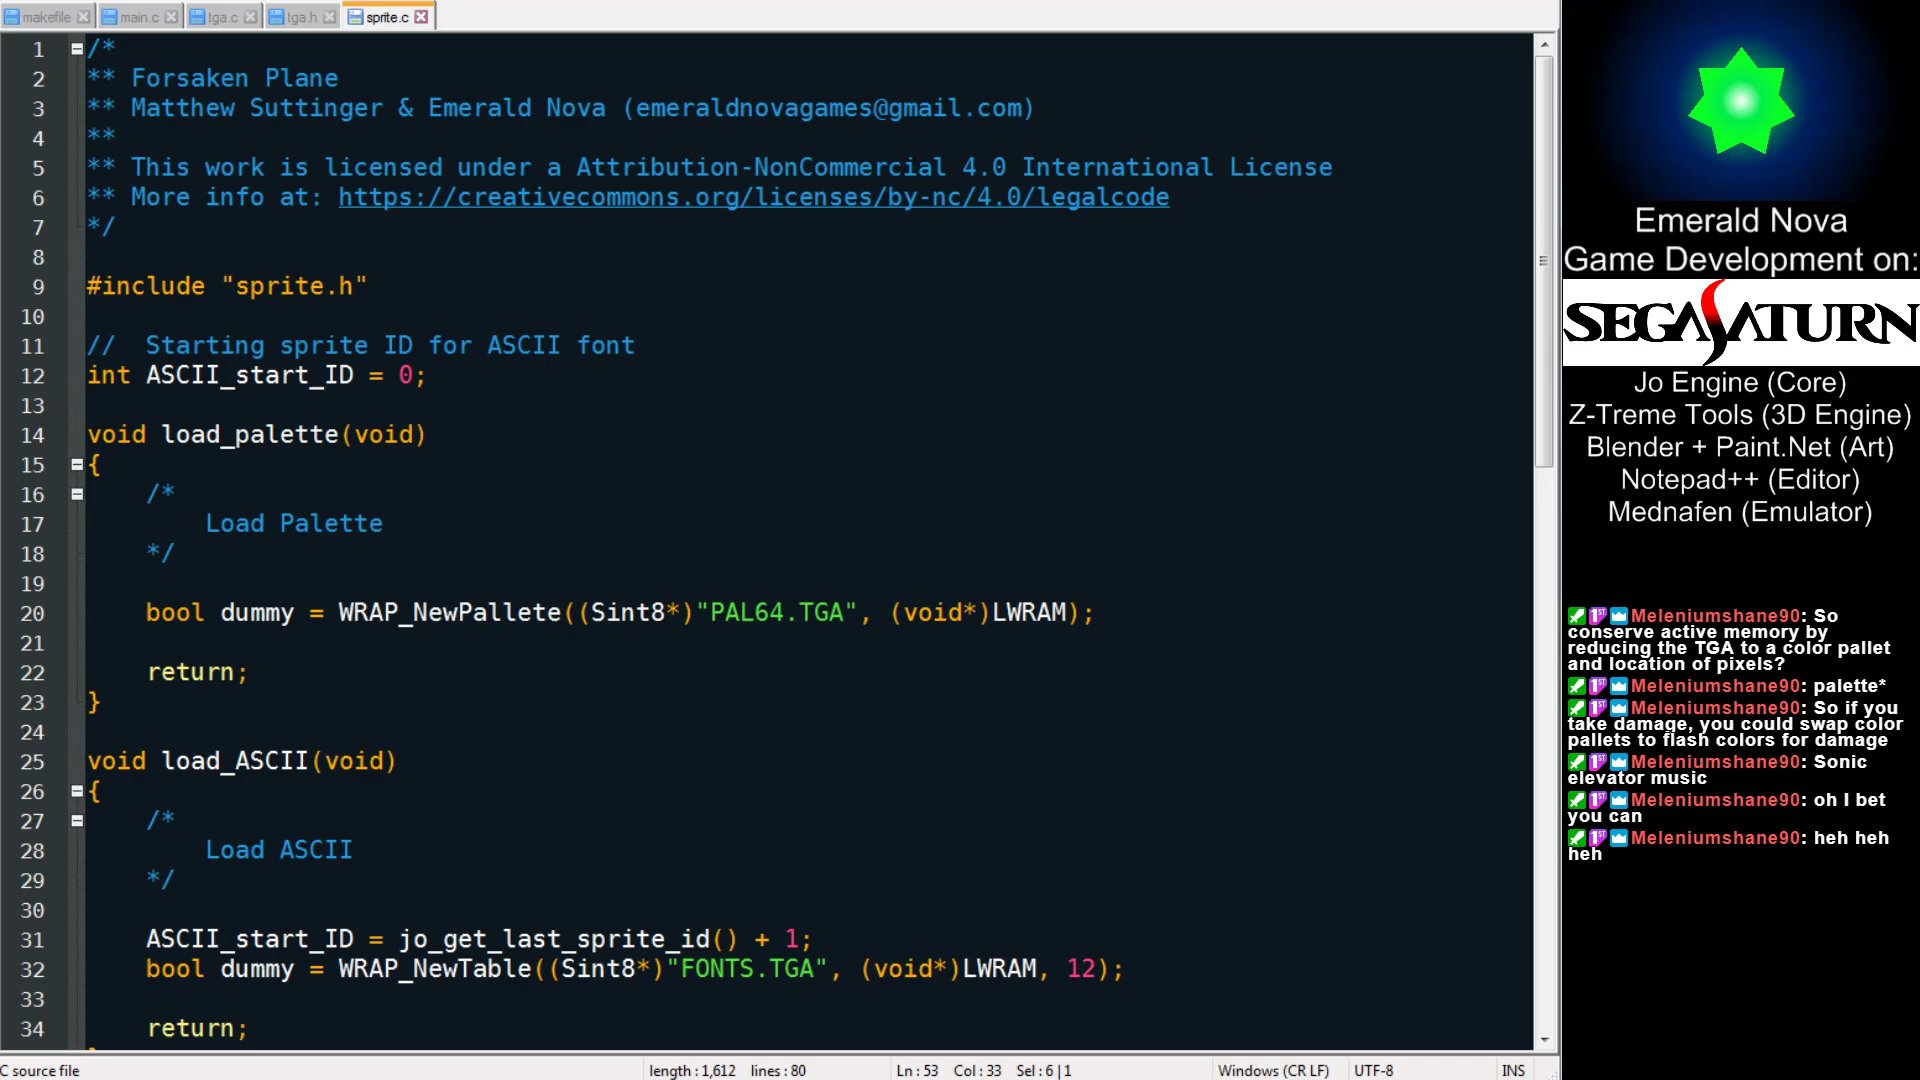 makefile main.c tga.c tga.h sprite.c
1 /*
2 ** Forsaken Plane
3 ** Matthew Suttinger & Emerald Nova (emeraldnovagames@gmail.com)
4 **
5 ** This work is licensed under a Attribution-NonCommercial 4.0 International License
6 ** More info at: https://creativecommons.org/licenses/by-nc/4.0/legalcode
7 */
8
9 #include "sprite.h"
10
11 //  Starting sprite ID for ASCII font
12 int ASCII_start_ID = 0;
13
14 void load_palette(void)
15 {
16     /*
17         Load Palette
18     */
19
20     bool dummy = WRAP_NewPallete((Sint8*)"PAL64.TGA", (void*)LWRAM);
21
22     return;
23 }
24
25 void load_ASCII(void)
26 {
27     /*
28         Load ASCII
29     */
30
31     ASCII_start_ID = jo_get_last_sprite_id() + 1;
32     bool dummy = WRAP_NewTable((Sint8*)"FONTS.TGA", (void*)LWRAM, 12);
33
34     return;
C source file length : 1,612 lines : 80 Ln : 53 Col : 33 Sel : 6 | 1 Windows (CR LF) UTF-8 INS
Emerald Nova
Game Development on:
SEGA SATURN
Jo Engine (Core)
Z-Treme Tools (3D Engine)
Blender + Paint.Net (Art)
Notepad++ (Editor)
Mednafen (Emulator)
1ST Meleniumshane90: So
conserve active memory by
reducing the TGA to a color pallet
and location of pixels?
1ST Meleniumshane90: palette*
1ST Meleniumshane90: So if you
take damage, you could swap color
pallets to flash colors for damage
1ST Meleniumshane90: Sonic
elevator music
1ST Meleniumshane90: oh I bet
you can
1ST Meleniumshane90: heh heh
heh